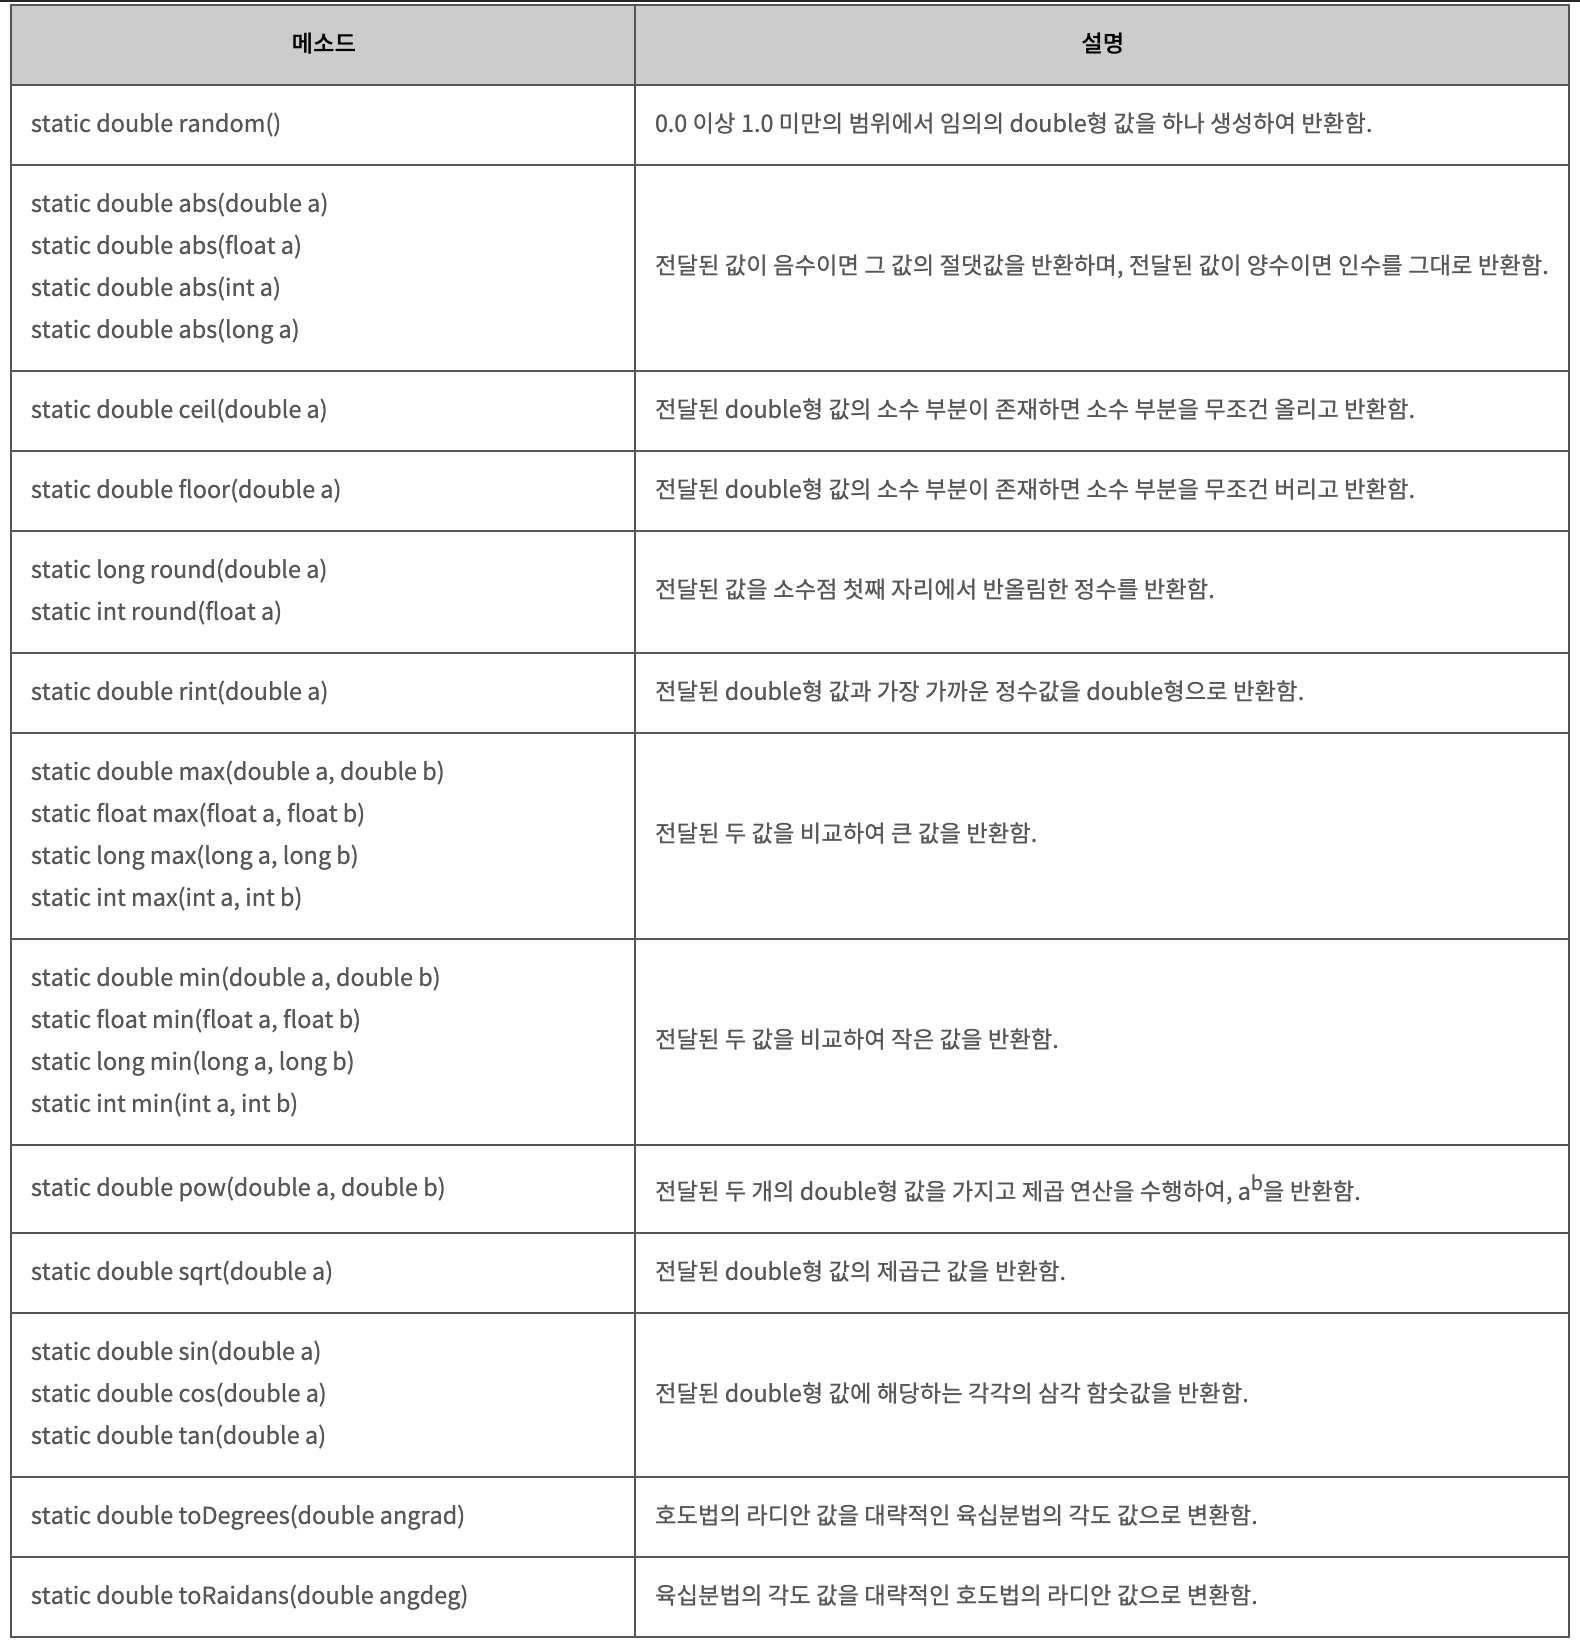 메소드
설명
static double random()
0.0 이상 1.0 미만의 범위에서 임의의 double형 값을 하나 생성하여 반환함.
static double abs(double a)
static double abs(float a)
static double abs(int a)
static double abs(long a)
전달된 값이 음수이면 그 값의 절댓값을 반환하며, 전달된 값이 양수이면 인수를 그대로 반환함.
static double ceil(double a)
전달된 double형 값의 소수 부분이 존재하면 소수 부분을 무조건 올리고 반환함.
static double floor(double a)
전달된 double형 값의 소수 부분이 존재하면 소수 부분을 무조건 버리고 반환함.
static long round(double a)
static int round(float a)
전달된 값을 소수점 첫째 자리에서 반올림한 정수를 반환함.
static double rint(double a)
전달된 double형 값과 가장 가까운 정수값을 double형으로 반환함.
static double max(double a, double b)
static float max(float a, float b)
static long max(long a, long b)
static int max(int a, int b)
전달된 두 값을 비교하여 큰 값을 반환함.
static double min(double a, double b)
static float min(float a, float b)
static long min(long a, long b)
static int min(int a, int b)
전달된 두 값을 비교하여 작은 값을 반환함.
static double pow(double a, double b)
전달된 두 개의 double형 값을 가지고 제곱 연산을 수행하여, a^b을 반환함.
static double sqrt(double a)
전달된 double형 값의 제곱근 값을 반환함.
static double sin(double a)
static double cos(double a)
static double tan(double a)
전달된 double형 값에 해당하는 각각의 삼각 함숫값을 반환함.
static double toDegrees(double angrad)
호도법의 라디안 값을 대략적인 육십분법의 각도 값으로 변환함.
static double toRaidans(double angdeg)
육십분법의 각도 값을 대략적인 호도법의 라디안 값으로 변환함.